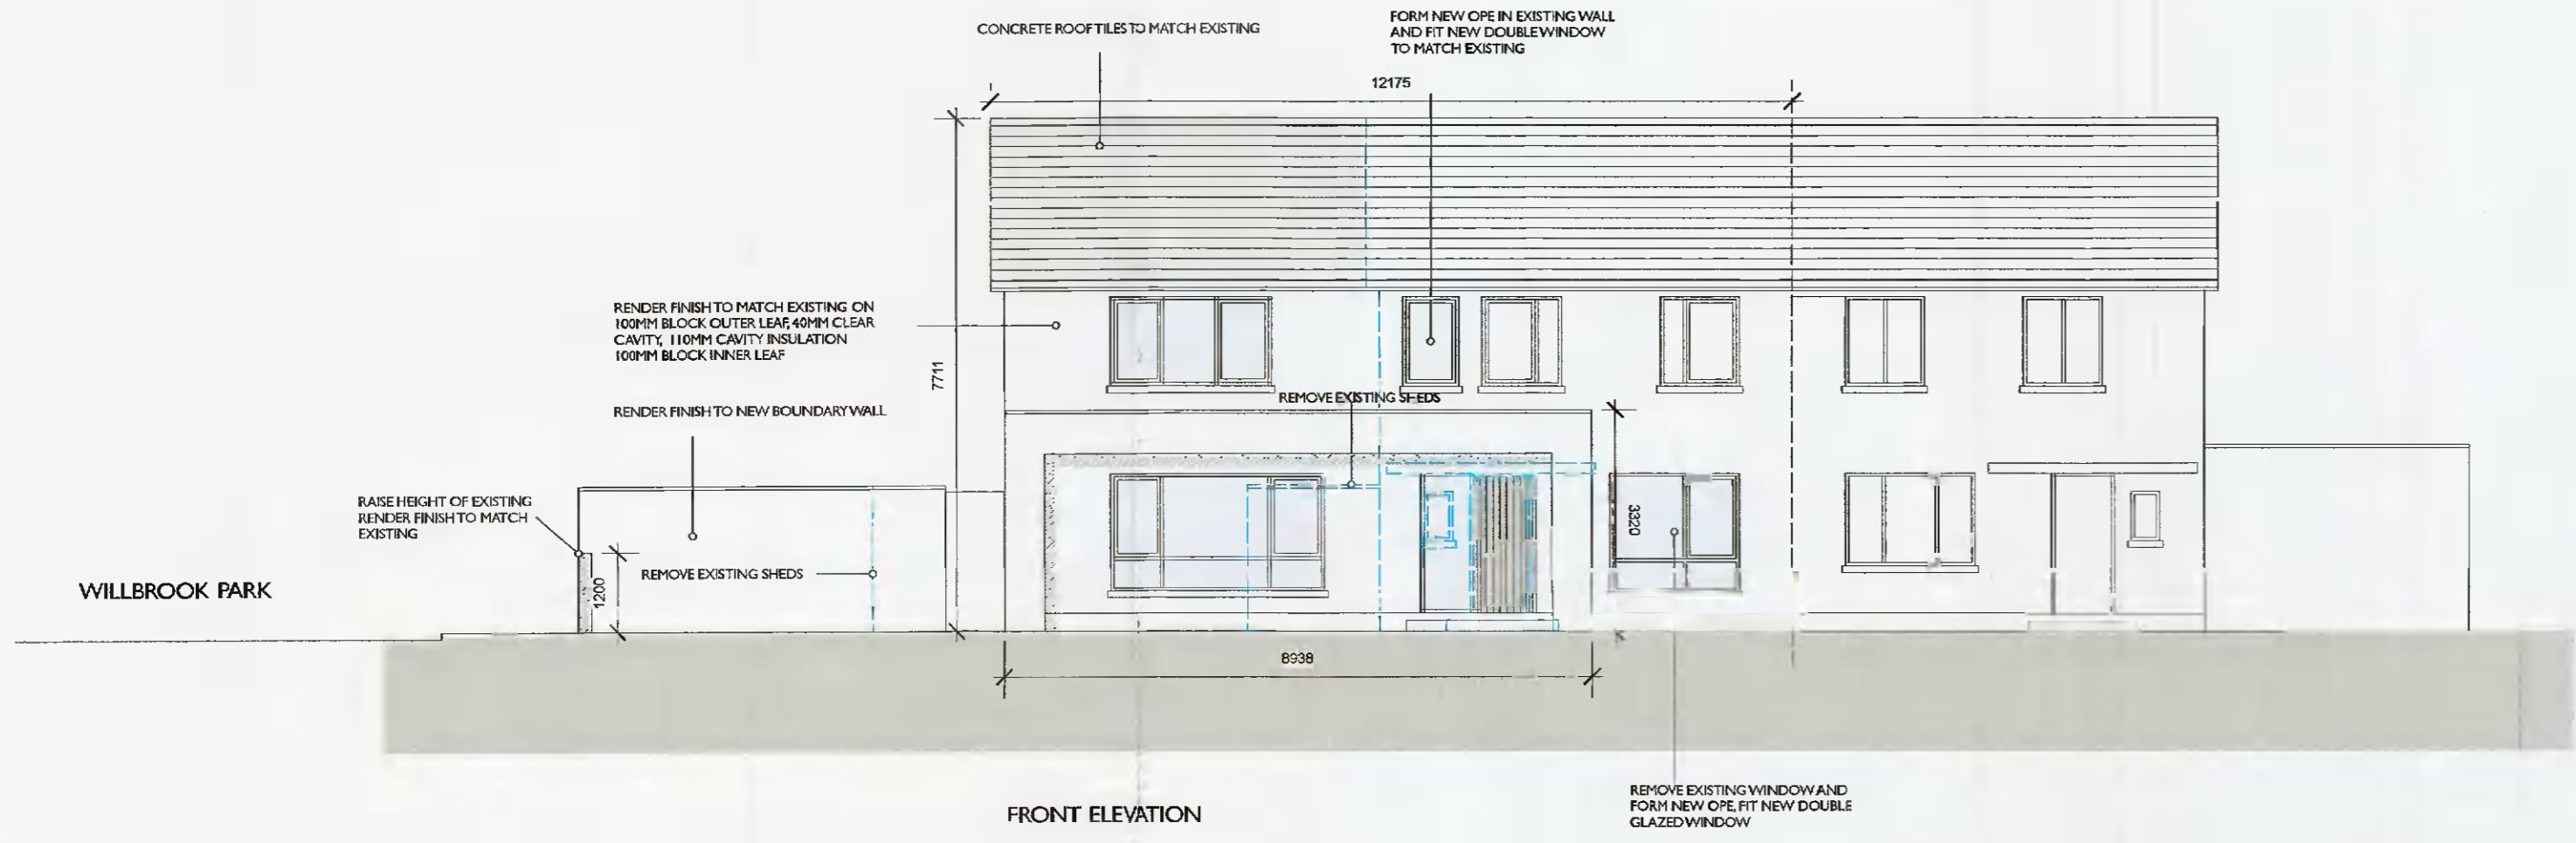 CONCRETE ROOF TILES TO MATCH EXISTING
FORM NEW OPE IN EXISTING WALL
AND FIT NEW DOUBLE WINDOW
TO MATCH EXISTING
12175
RENDER FINISH TO MATCH EXISTING ON
100MM BLOCK OUTER LEAF, 40MM CLEAR
CAVITY, 110MM CAVITY INSULATION
100MM BLOCK INNER LEAF
7711
RENDER FINISH TO NEW BOUNDARY WALL
REMOVE EXISTING SHEDS
RAISE HEIGHT OF EXISTING
RENDER FINISH TO MATCH
EXISTING
3320
REMOVE EXISTING SHEDS
1200
WILLBROOK PARK
8938
FRONT ELEVATION
REMOVE EXISTING WINDOW AND
FORM NEW OPE, FIT NEW DOUBLE
GLAZED WINDOW